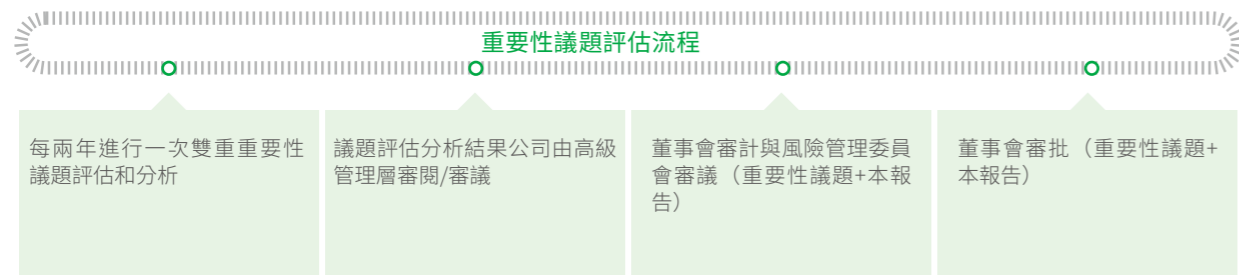 重要性議題評估流程
每兩年進行一次雙重重要性
議題評估和分析
議題評估分析結果公司由高級
管理層審閱/審議
董事會審計與風險管理委員
會審議（重要性議題+本報
告）
董事會審批（重要性議題+
本報告）